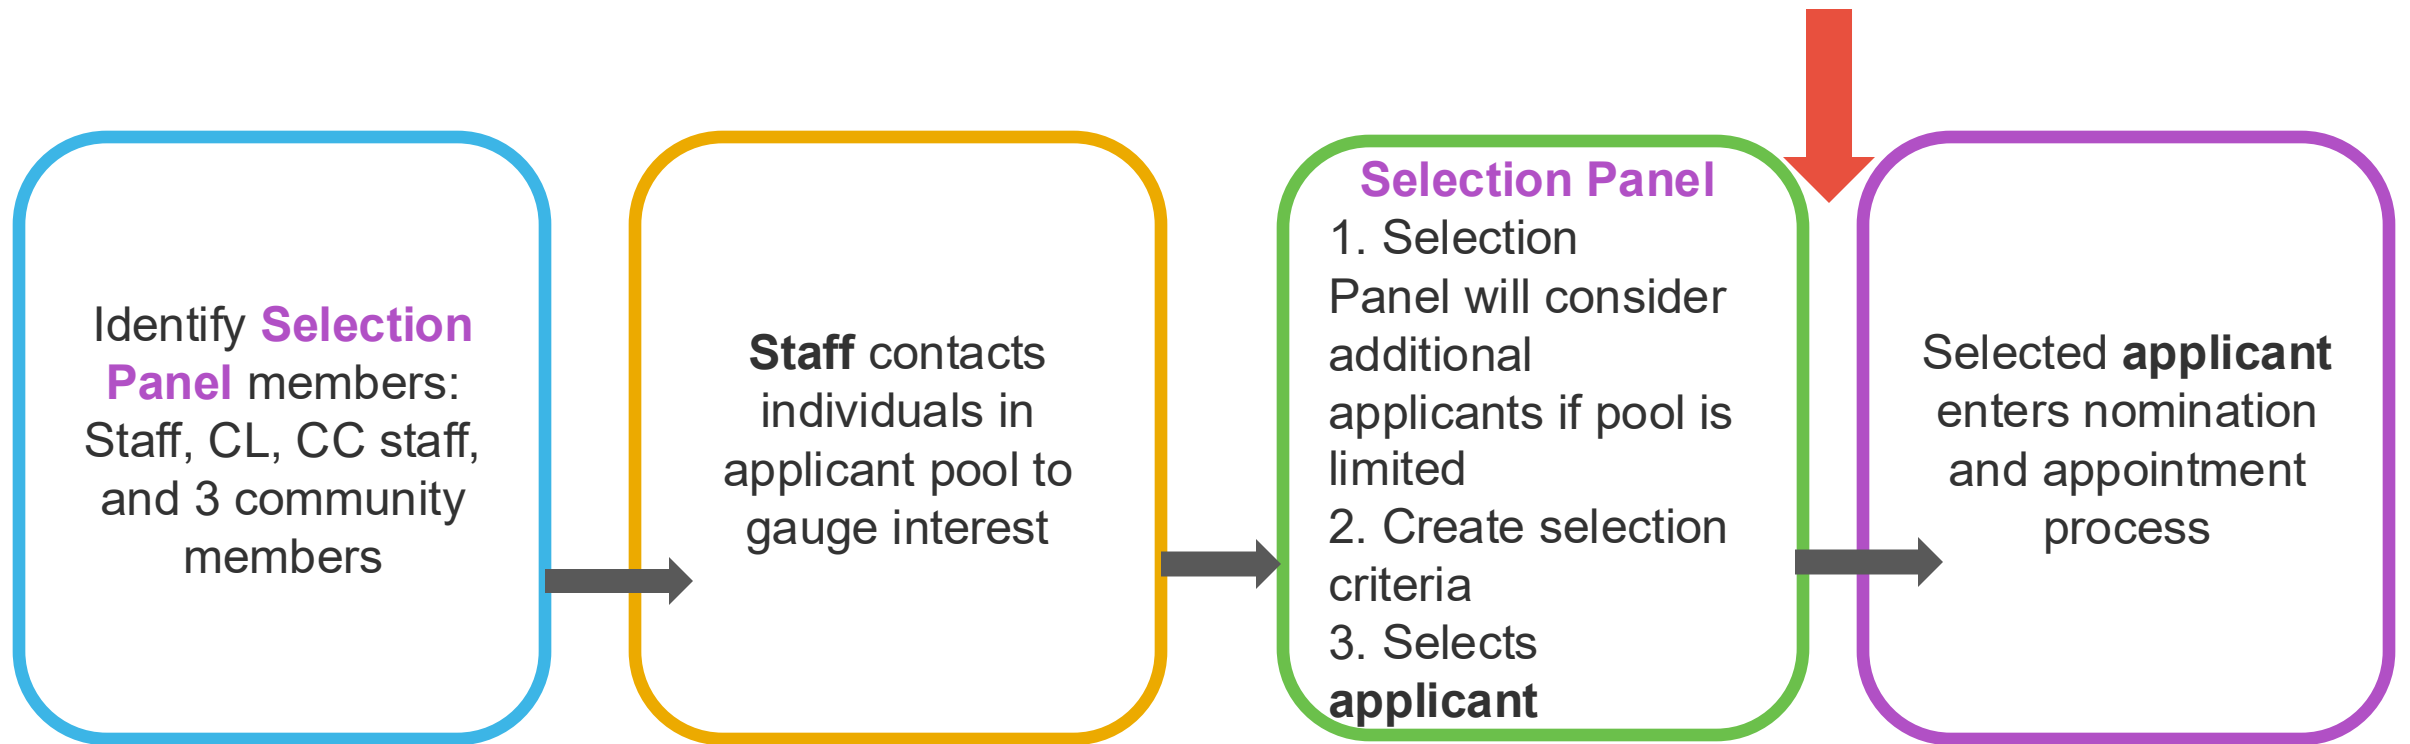 Identify Selection
Panel members:
Staff, CL, CC staff,
and 3 community
members
Staff contacts
individuals in
applicant pool to
gauge interest
Selection Panel
1. Selection
Panel will consider
additional
applicants if pool is
limited
2. Create selection
criteria
3. Selects
applicant
Selected applicant
enters nomination
and appointment
process